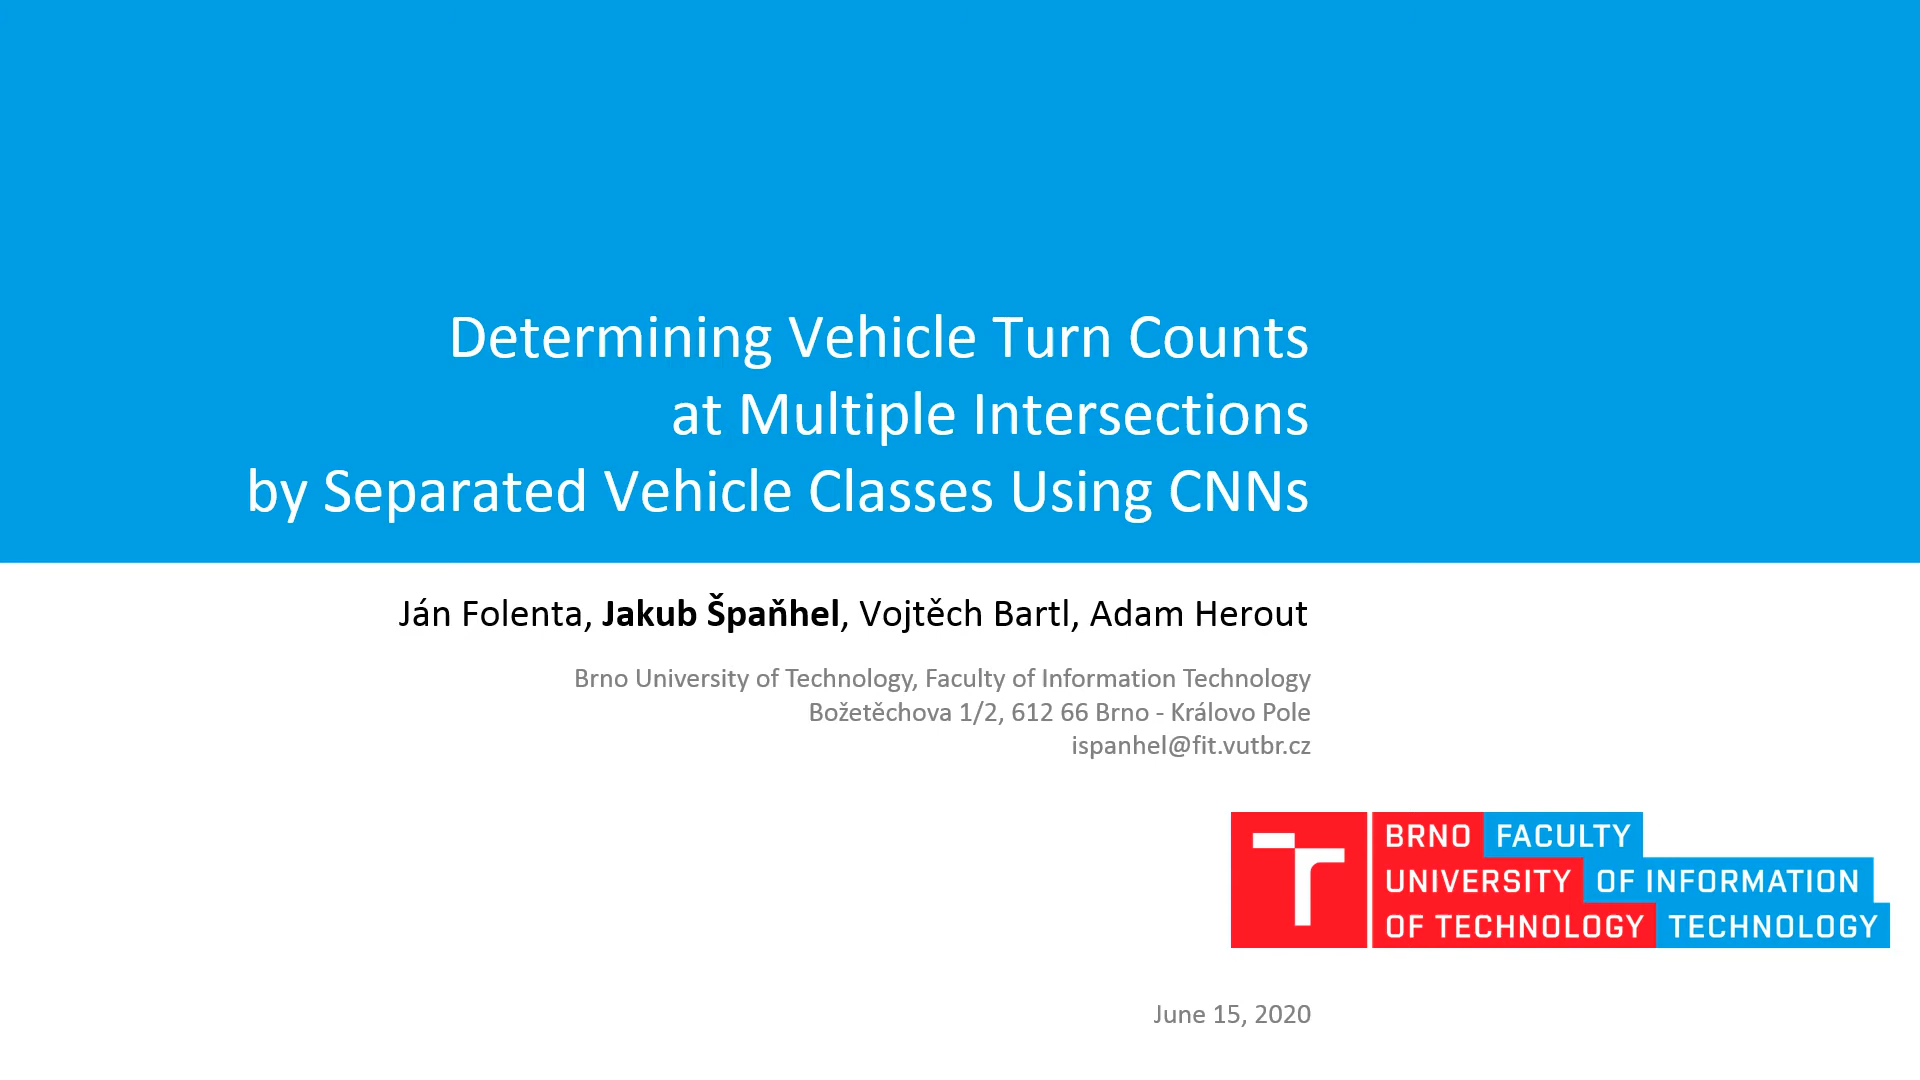 Determining Vehicle Turn Counts
at Multiple Intersections
by Separated Vehicle Classes Using CNNs
Ján Folenta, Jakub Špaňhel, Vojtěch Bartl, Adam Herout
Brno University of Technology, Faculty of Information Technology
Božetěchova 1/2, 612 66 Brno - Královo Pole
ispanhel@fit.vutbr.cz
BRNO FACULTY
UNIVERSITY OF INFORMATION
OF TECHNOLOGY TECHNOLOGY
June 15, 2020